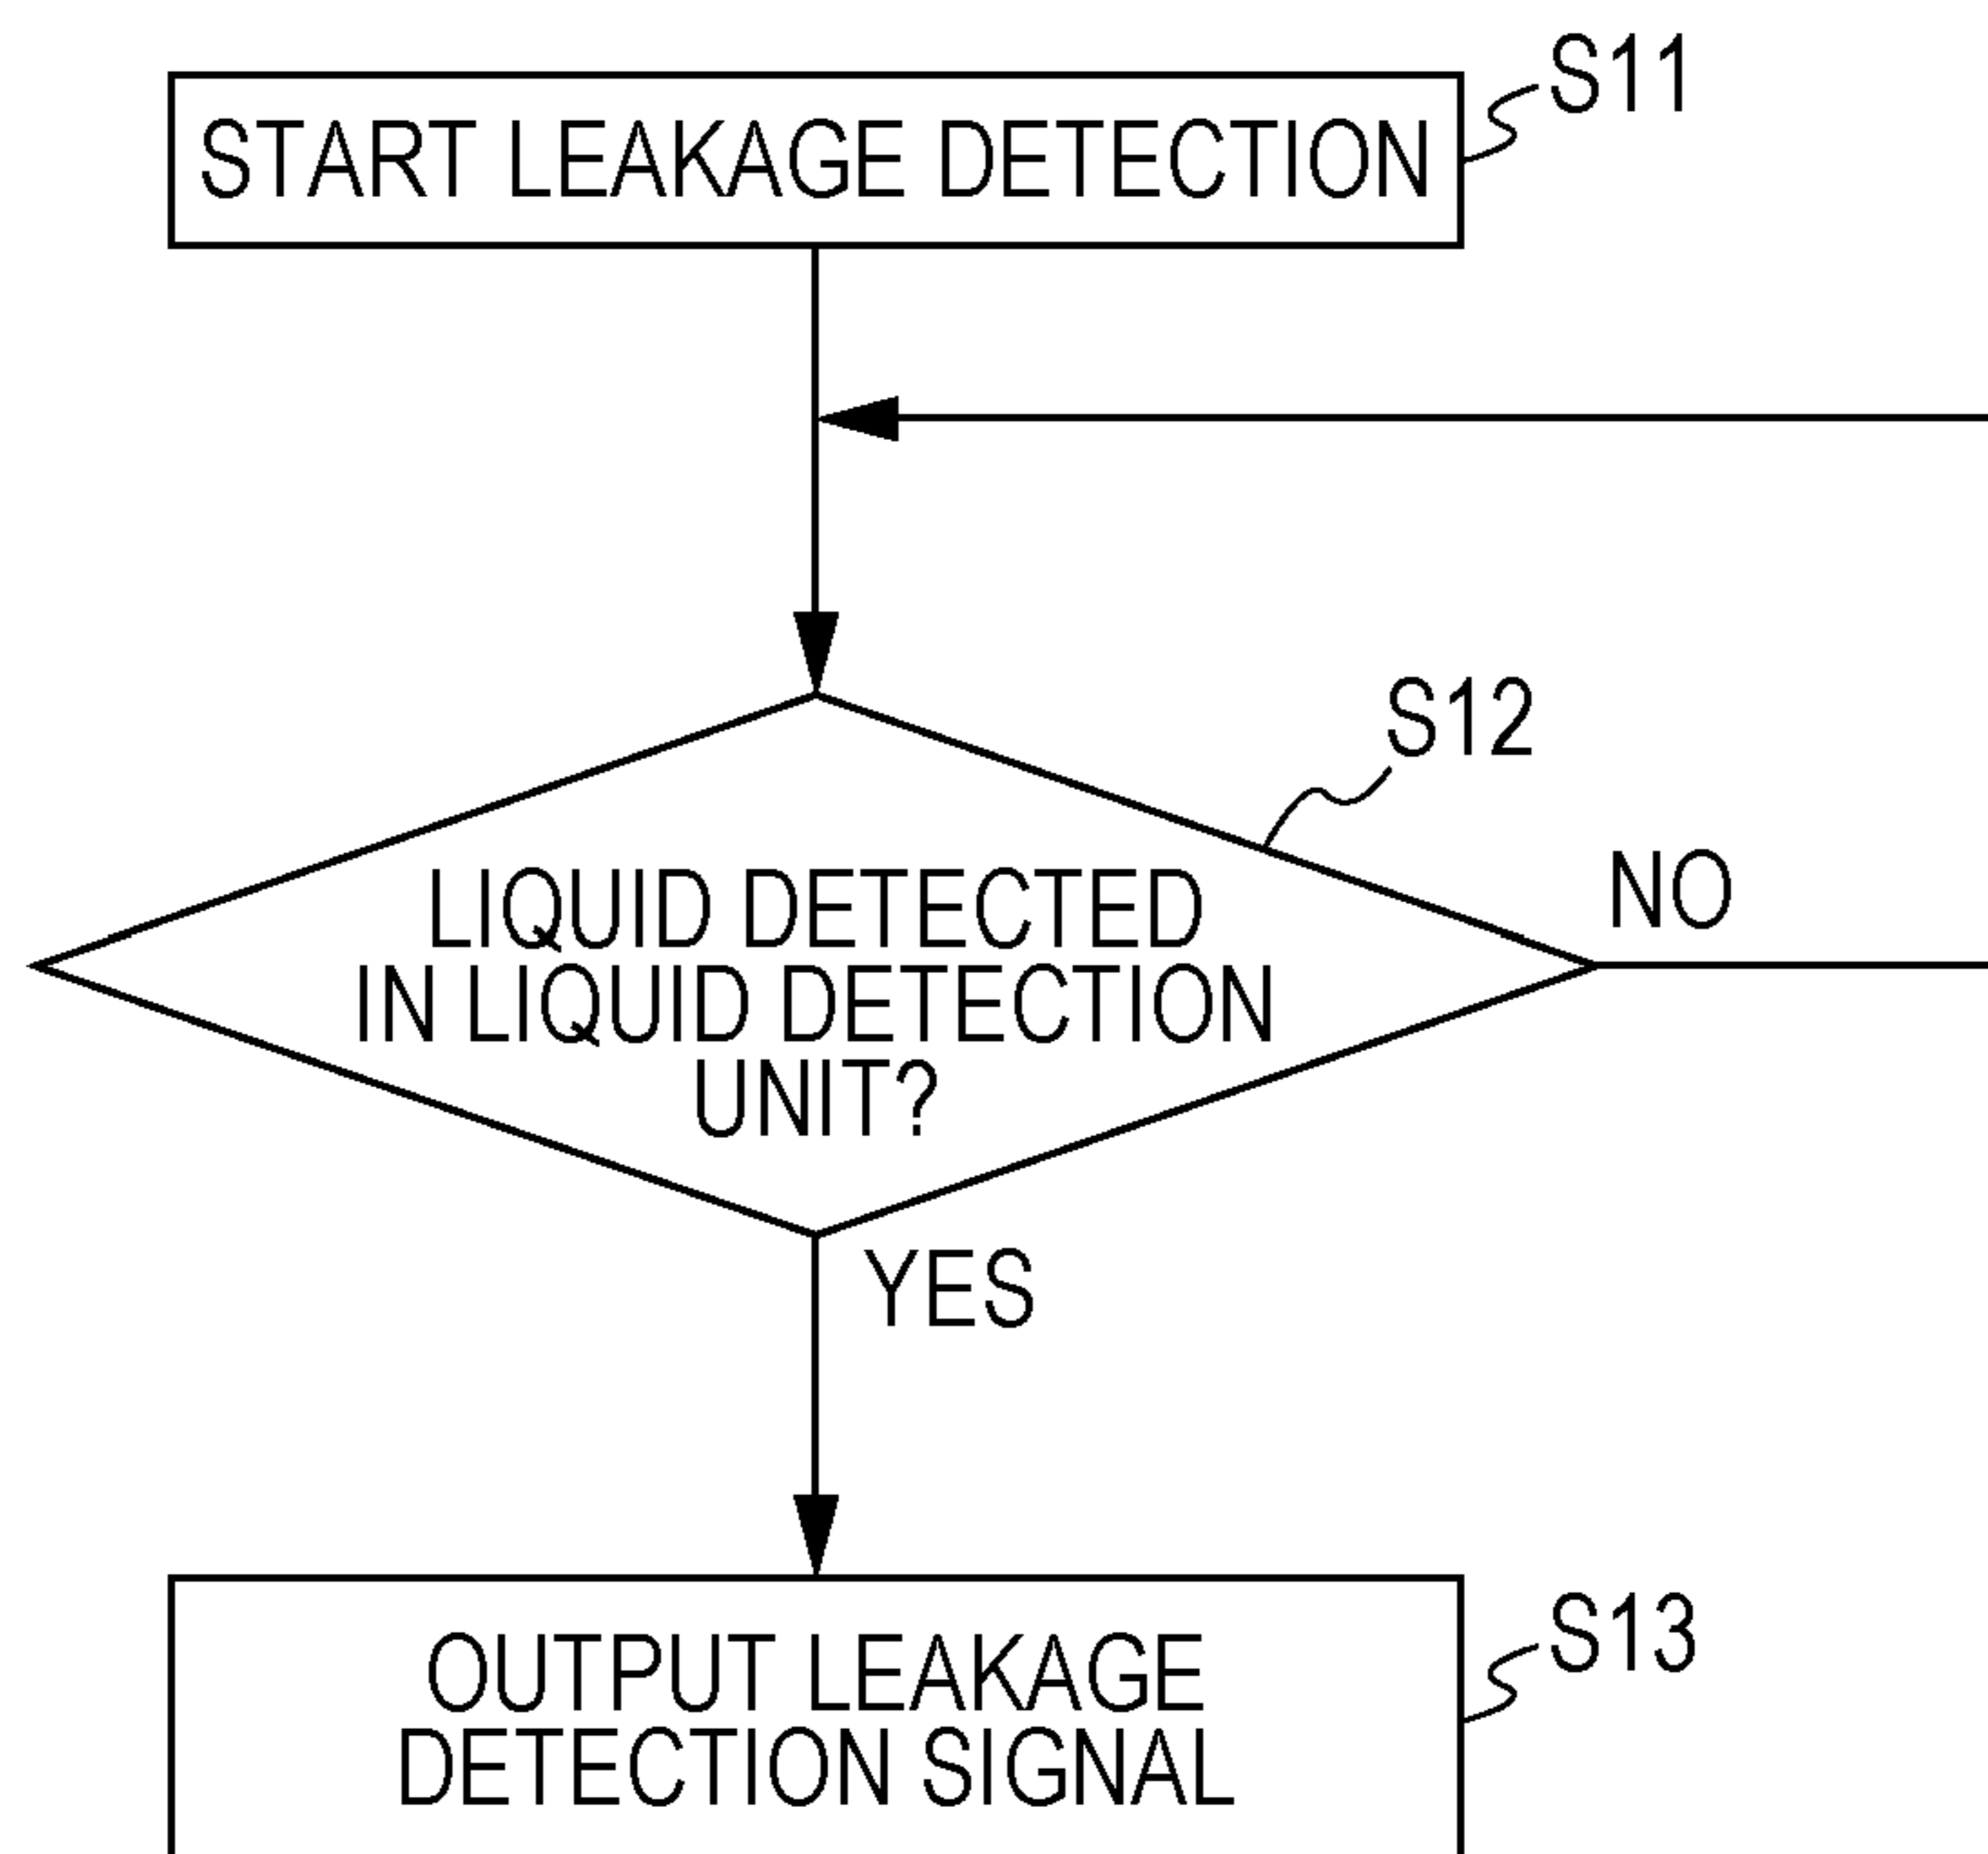 S11
START LEAKAGE DETECTION
S12
LIQUID DETECTED
IN LIQUID DETECTION
UNIT?
NO
YES
S13
OUTPUT LEAKAGE
DETECTION SIGNAL